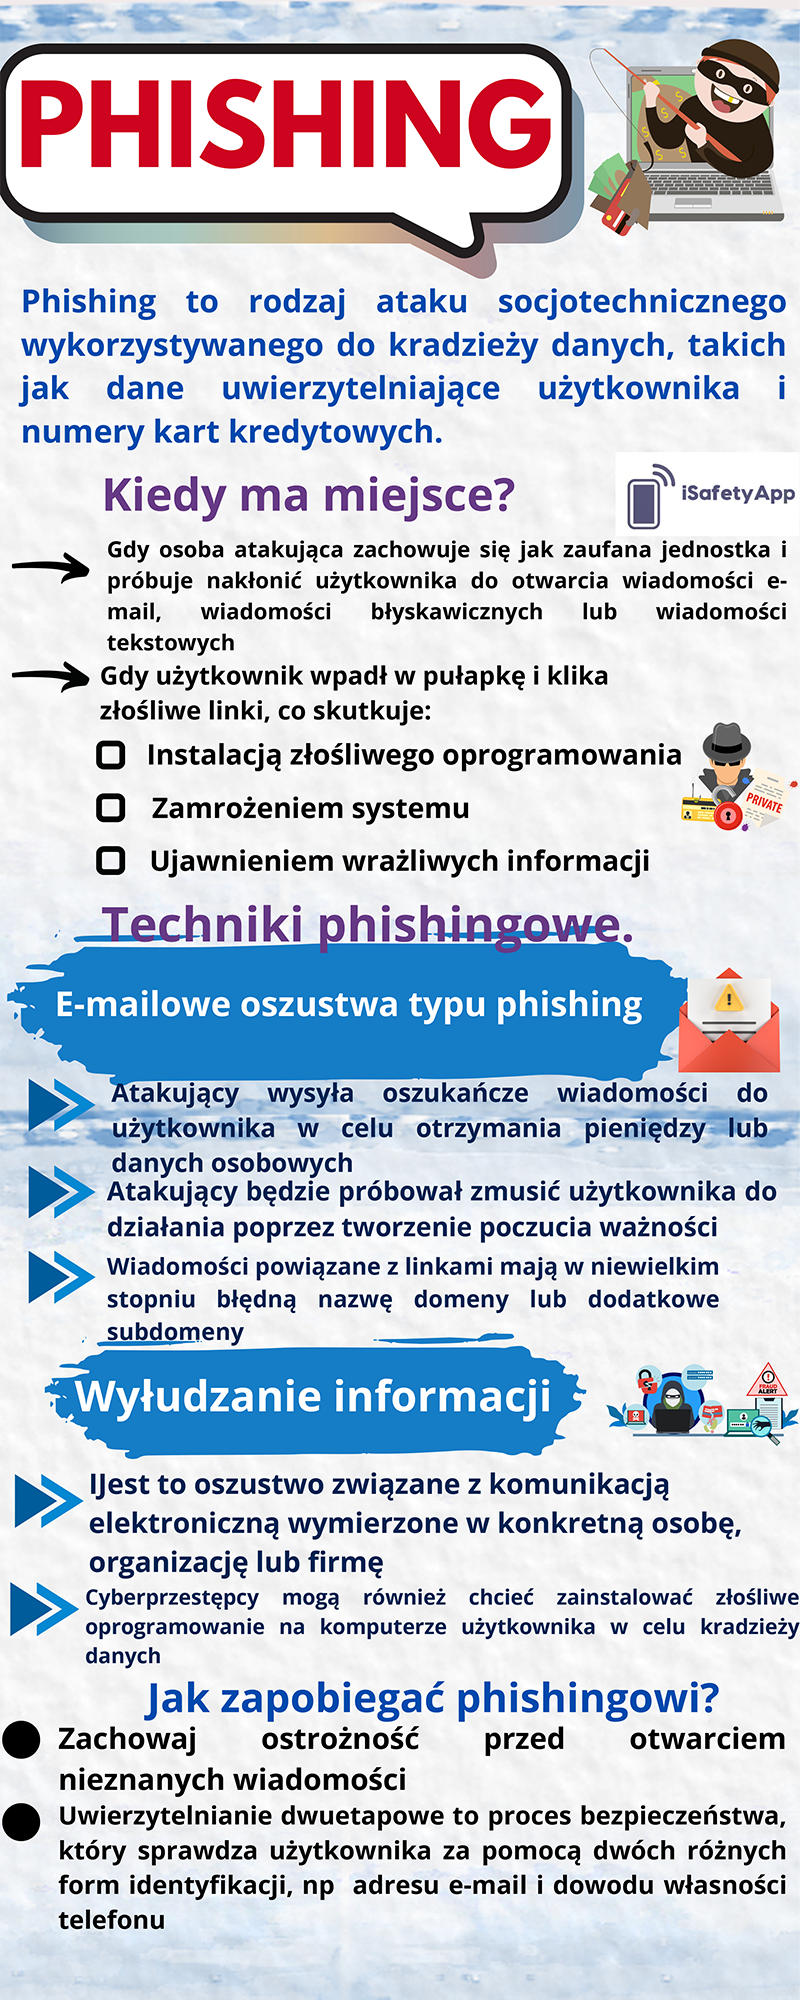 PHISHING
Phishing to rodzaj ataku socjotechnicznego
wykorzystywanego do kradzieży danych, takich
jak dane uwierzytelniające użytkownika i
numery kart kredytowych.
Kiedy ma miejsce?
iSafetyApp
Gdy osoba atakująca zachowuje się jak zaufana jednostka i
próbuje nakłonić użytkownika do otwarcia wiadomości e-
mail, wiadomości błyskawicznych lub wiadomości
tekstowych
Gdy użytkownik wpadł w pułapkę i klika
złośliwe linki, co skutkuje:
Instalacją złośliwego oprogramowania
Zamrożeniem systemu
PRIVATE
Ujawnieniem wrażliwych informacji
Techniki phishingowe.
E-mailowe oszustwa typu phishing
Atakujący wysyła oszukańcze wiadomości do
użytkownika w celu otrzymania pieniędzy lub
danych osobowych
Atakujący będzie próbował zmusić użytkownika do
działania poprzez tworzenie poczucia ważności
Wiadomości powiązane z linkami mają w niewielkim
stopniu błędną nazwę domeny lub dodatkowe
subdomeny
Wyłudzanie informacji
FRAUD
ALERT
IJest to oszustwo związane z komunikacją
elektroniczną wymierzone w konkretną osobę,
organizację lub firmę
Cyberprzestępcy mogą również chcieć zainstalować złośliwe
oprogramowanie na komputerze użytkownika w celu kradzieży
danych
Jak zapobiegać phishingowi?
Zachowaj ostrożność przed otwarciem
nieznanych wiadomości
Uwierzytelnianie dwuetapowe to proces bezpieczeństwa,
który sprawdza użytkownika za pomocą dwóch różnych
form identyfikacji, np adresu e-mail i dowodu własności
telefonu